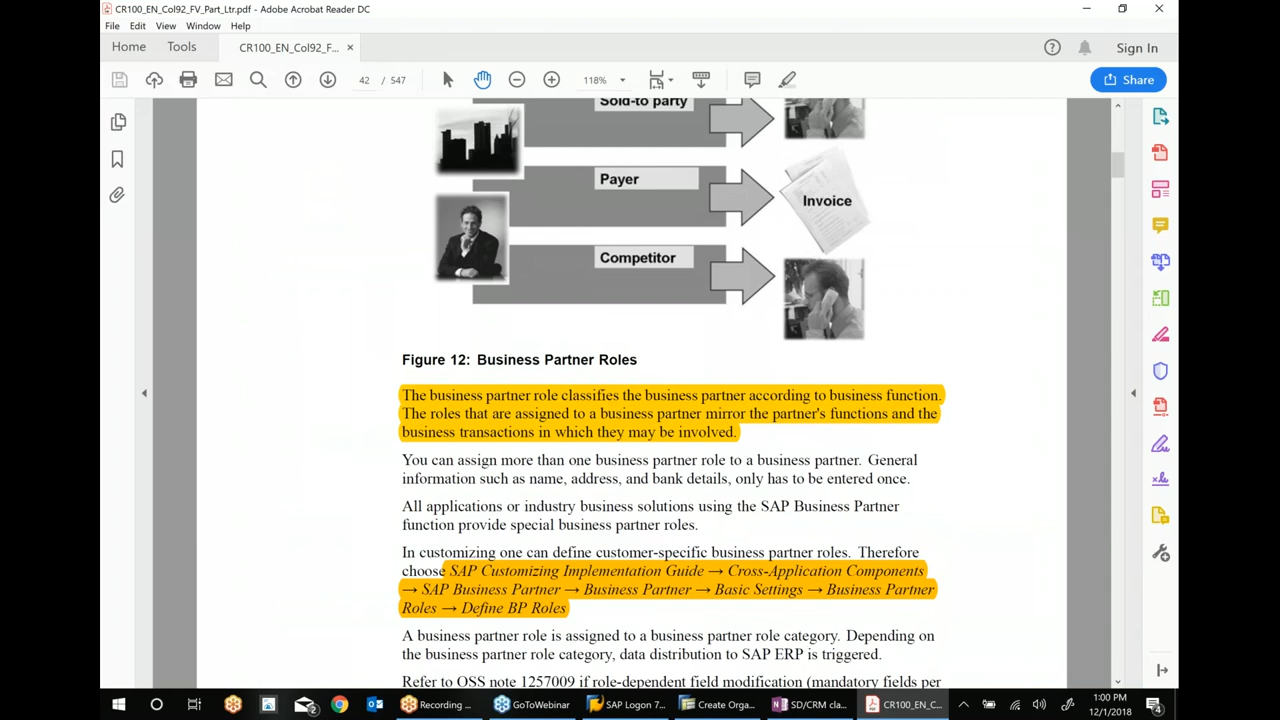 CR100_EN_Col92_FV_Part_Ltr.pdf - Adobe Acrobat Reader DC
File Edit View Window Help
Home Tools CR100_EN_Col92_F... × Sign In
42 / 547 118% Share
Sold-to party
Payer
Invoice
Competitor
Figure 12: Business Partner Roles
The business partner role classifies the business partner according to business function.
The roles that are assigned to a business partner mirror the partner's functions and the
business transactions in which they may be involved.
You can assign more than one business partner role to a business partner. General
information such as name, address, and bank details, only has to be entered once.
All applications or industry business solutions using the SAP Business Partner
function provide special business partner roles.
In customizing one can define customer-specific business partner roles. Therefore
choose SAP Customizing Implementation Guide → Cross-Application Components
→ SAP Business Partner → Business Partner → Basic Settings → Business Partner
Roles → Define BP Roles
A business partner role is assigned to a business partner role category. Depending on
the business partner role category, data distribution to SAP ERP is triggered.
Refer to OSS note 1257009 if role-dependent field modification (mandatory fields per
Recording ... GoToWebinar SAP Logon 7... Create Orga... SD/CRM cla... CR100_EN_C...
1:00 PM
12/1/2018